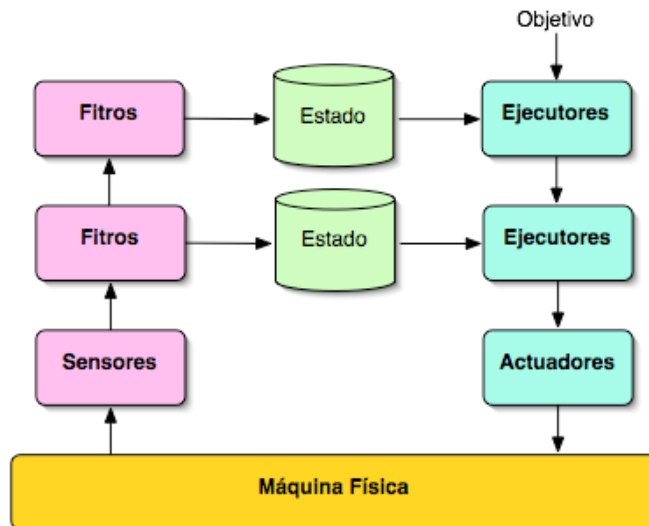 Objetivo
Fitros
Estado
Ejecutores
Fitros
Estado
Ejecutores
Sensores
Actuadores
Máquina Física